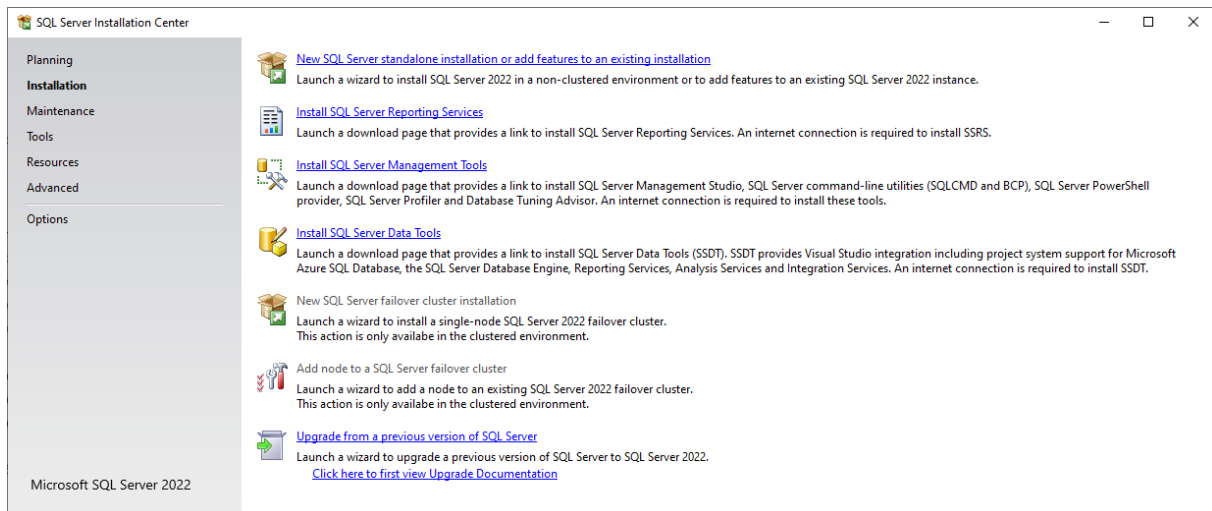 SQL Server Installation Center
Planning
Installation
Maintenance
Tools
Resources
Advanced
Options
Microsoft SQL Server 2022
New SQL Server standalone installation or add features to an existing installation
Launch a wizard to install SQL Server 2022 in a non-clustered environment or to add features to an existing SQL Server 2022 instance.
Install SQL Server Reporting Services
Launch a download page that provides a link to install SQL Server Reporting Services. An internet connection is required to install SSRS.
Install SQL Server Management Tools
Launch a download page that provides a link to install SQL Server Management Studio, SQL Server command-line utilities (SQLCMD and BCP), SQL Server PowerShell
provider, SQL Server Profiler and Database Tuning Advisor. An internet connection is required to install these tools.
Install SQL Server Data Tools
Launch a download page that provides a link to install SQL Server Data Tools (SSDT). SSDT provides Visual Studio integration including project system support for Microsoft
Azure SQL Database, the SQL Server Database Engine, Reporting Services, Analysis Services and Integration Services. An internet connection is required to install SSDT.
New SQL Server failover cluster installation
Launch a wizard to install a single-node SQL Server 2022 failover cluster.
This action is only availabe in the clustered environment.
Add node to a SQL Server failover cluster
Launch a wizard to add a node to an existing SQL Server 2022 failover cluster.
This action is only availabe in the clustered environment.
Upgrade from a previous version of SQL Server
Launch a wizard to upgrade a previous version of SQL Server to SQL Server 2022.
Click here to first view Upgrade Documentation